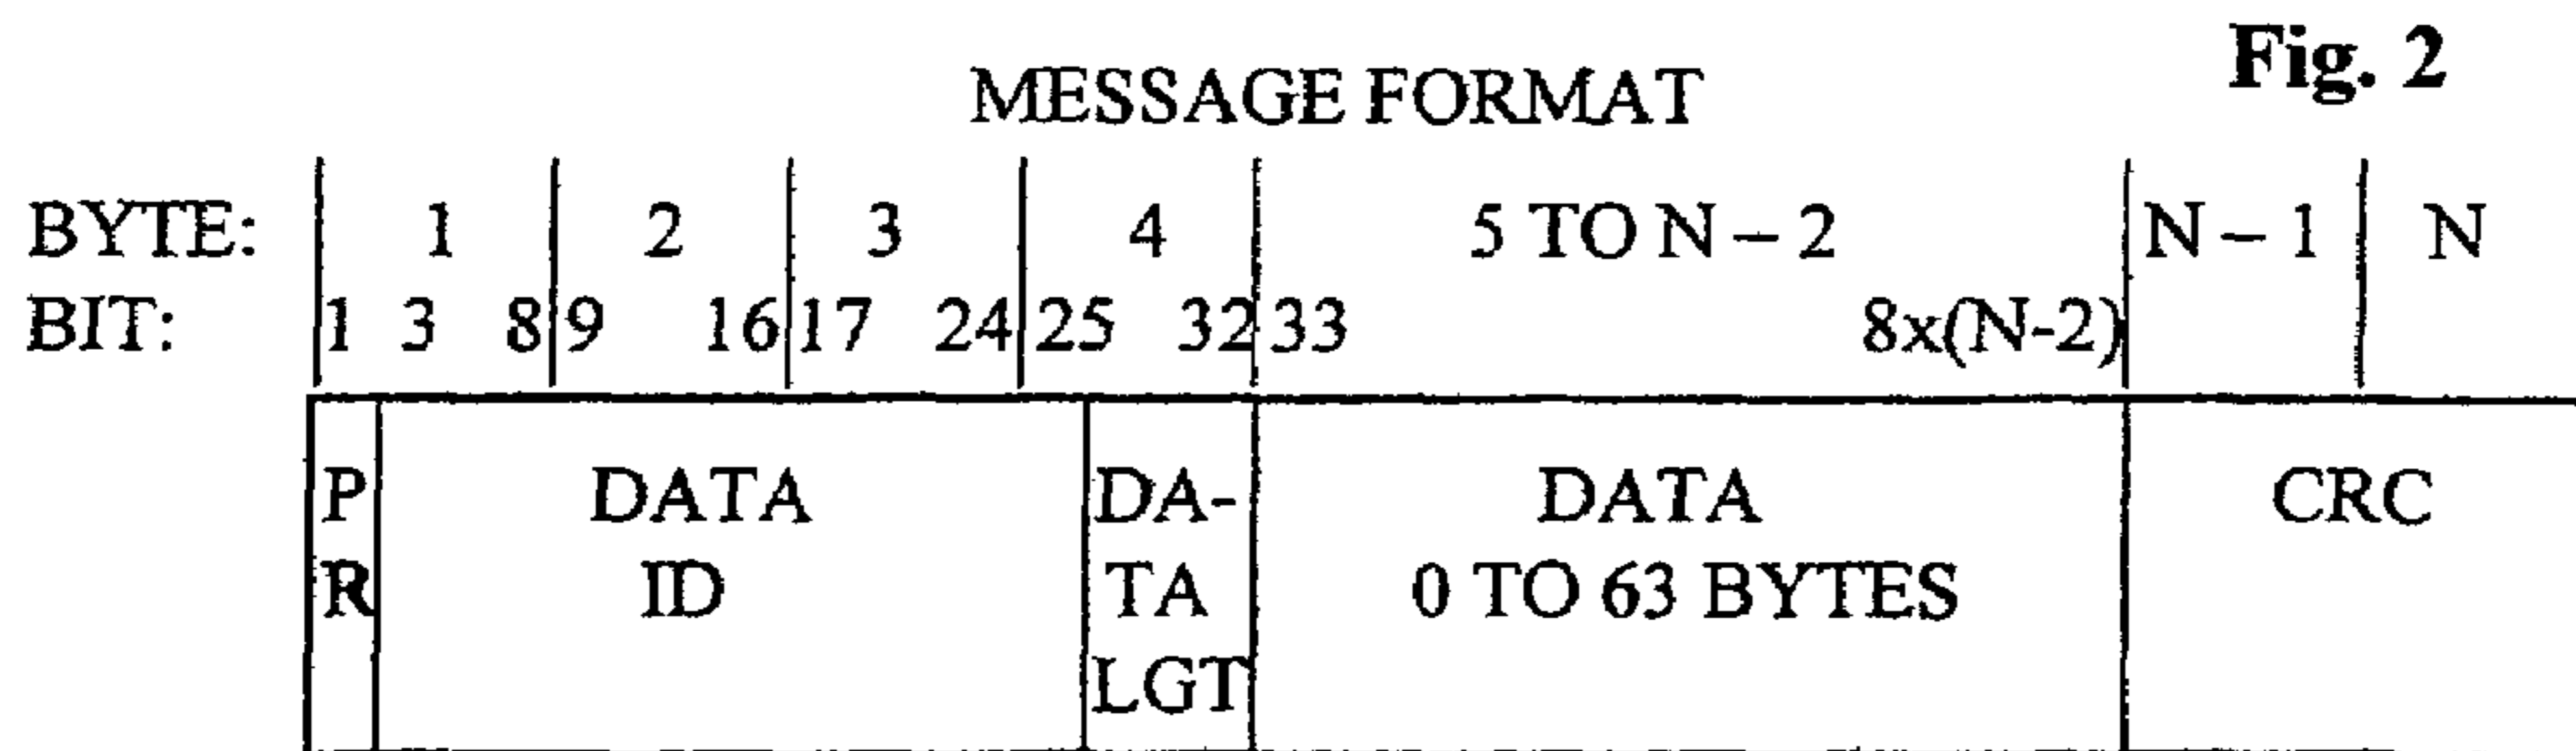 Fig. 2
MESSAGE FORMAT
BYTE: 1 2 3 4 5 TO N – 2 N – 1 N
BIT: 1 3 8 9 16 17 24 25 32 33 8x(N-2)
P DATA DA- DATA CRC
R ID TA 0 TO 63 BYTES
LGT